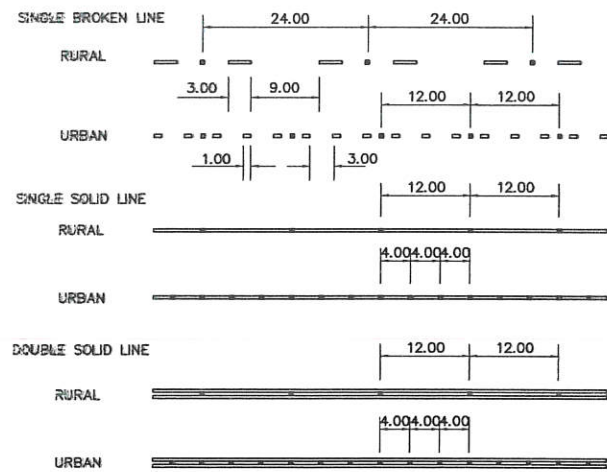 SINGLE BROKEN LINE
24.00 24.00
RURAL
3.00 9.00
12.00 12.00
URBAN
1.00 3.00
12.00 12.00
SINGLE SOLID LINE
RURAL
4.00 4.00 4.00
URBAN
DOUBLE SOLID LINE
12.00 12.00
RURAL
4.00 4.00 4.00
URBAN